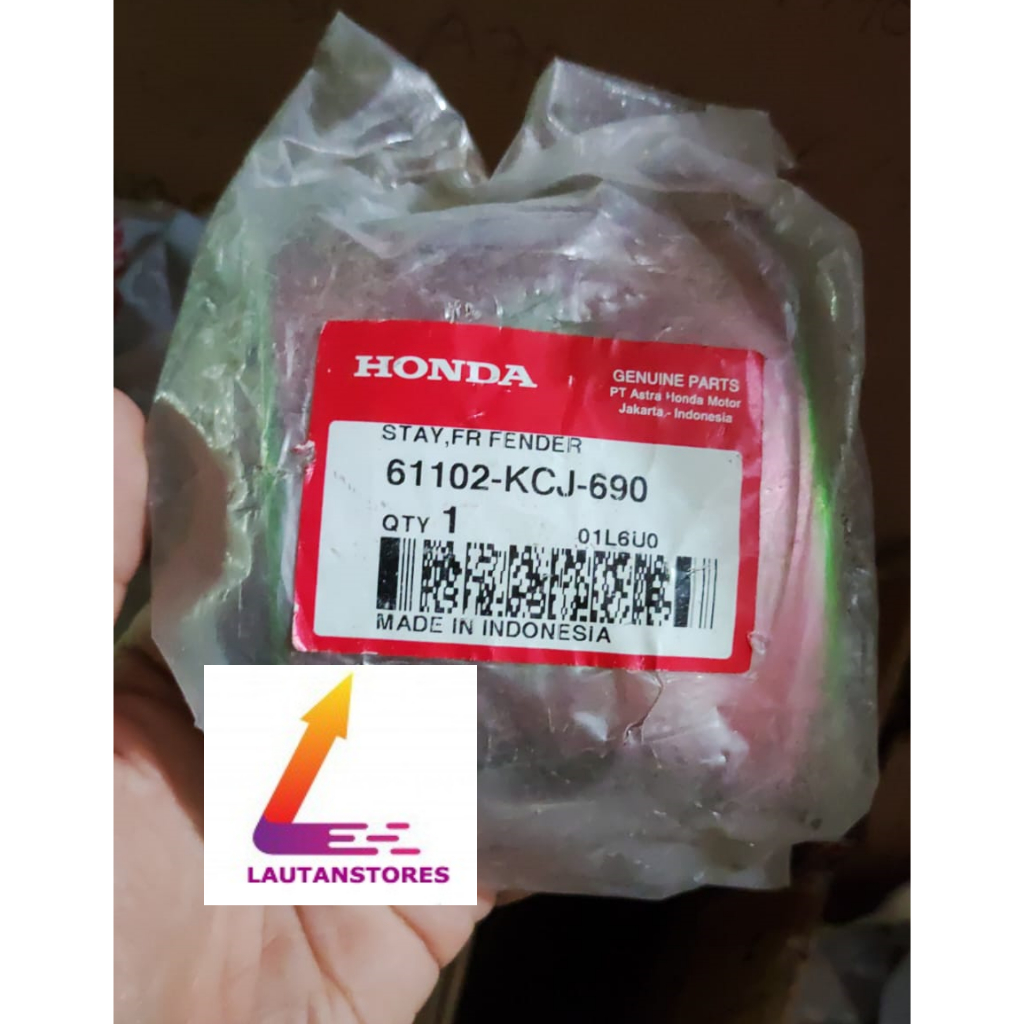 HONDA
GENUINE PARTS
PT Astra Honda Motor
Jakarta - Indonesia
STAY,FR FENDER
61102-KCJ-690
QTY 1
01L6U0
MADE IN INDONESIA
LAUTANSTORES